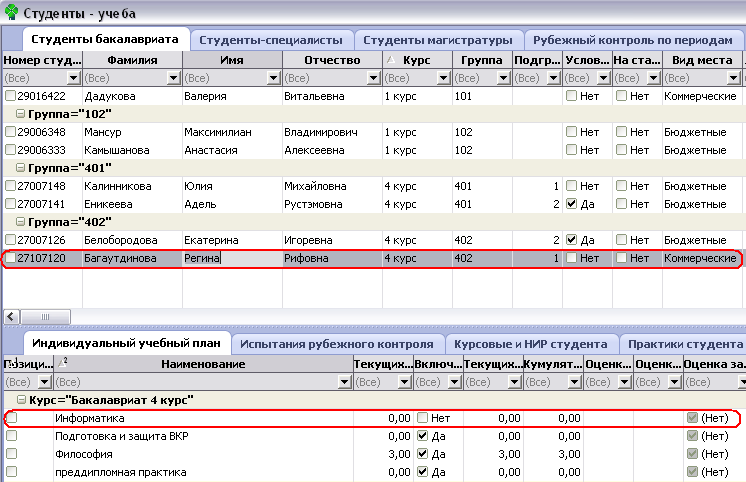 Студенты - учеба
Студенты бакалавриата Студенты-специалисты Студенты магистратуры Рубежный контроль по периодам
Номер студ... Фамилия Имя Отчество Курс Группа Подгр... Услов... На ста... Вид места
(Все) (Все) (Все) (Все) (Все) (Все) (Все) (Все) (Все) (Все)
29016422 Дадукова Валерия Витальевна 1 курс 101 Нет Нет Коммерческие
Группа="102"
29006348 Мансур Максимилиан Владимирович 1 курс 102 Нет Нет Бюджетные
29006333 Камышанова Анастасия Алексеевна 1 курс 102 Нет Нет Бюджетные
Группа="401"
27007148 Калинникова Юлия Михайловна 4 курс 401 1 Нет Нет Бюджетные
27007141 Еникеева Адель Рустэмовна 4 курс 401 2 Да Нет Бюджетные
Группа="402"
27007126 Белобородова Екатерина Игоревна 4 курс 402 2 Да Нет Бюджетные
27107120 Багаутдинова Регина Рифовна 4 курс 402 1 Нет Нет Коммерческие
Индивидуальный учебный план Испытания рубежного контроля Курсовые и НИР студента Практики студента
2 Наименование Текущих... Включ... Текущих... Кумулят... Оценк... Оценк... Оценка за...
(Все) (Все) (Все) (Все) (Все) (Все) (Все) (Все) (Все)
Курс="Бакалавриат 4 курс"
Информатика 0,00 Нет 0,00 0,00 (Нет)
Подготовка и защита ВКР 0,00 Да 0,00 0,00 (Нет)
Философия 3,00 Да 3,00 3,00 (Нет)
преддипломная практика 0,00 Да 0,00 0,00 (Нет)